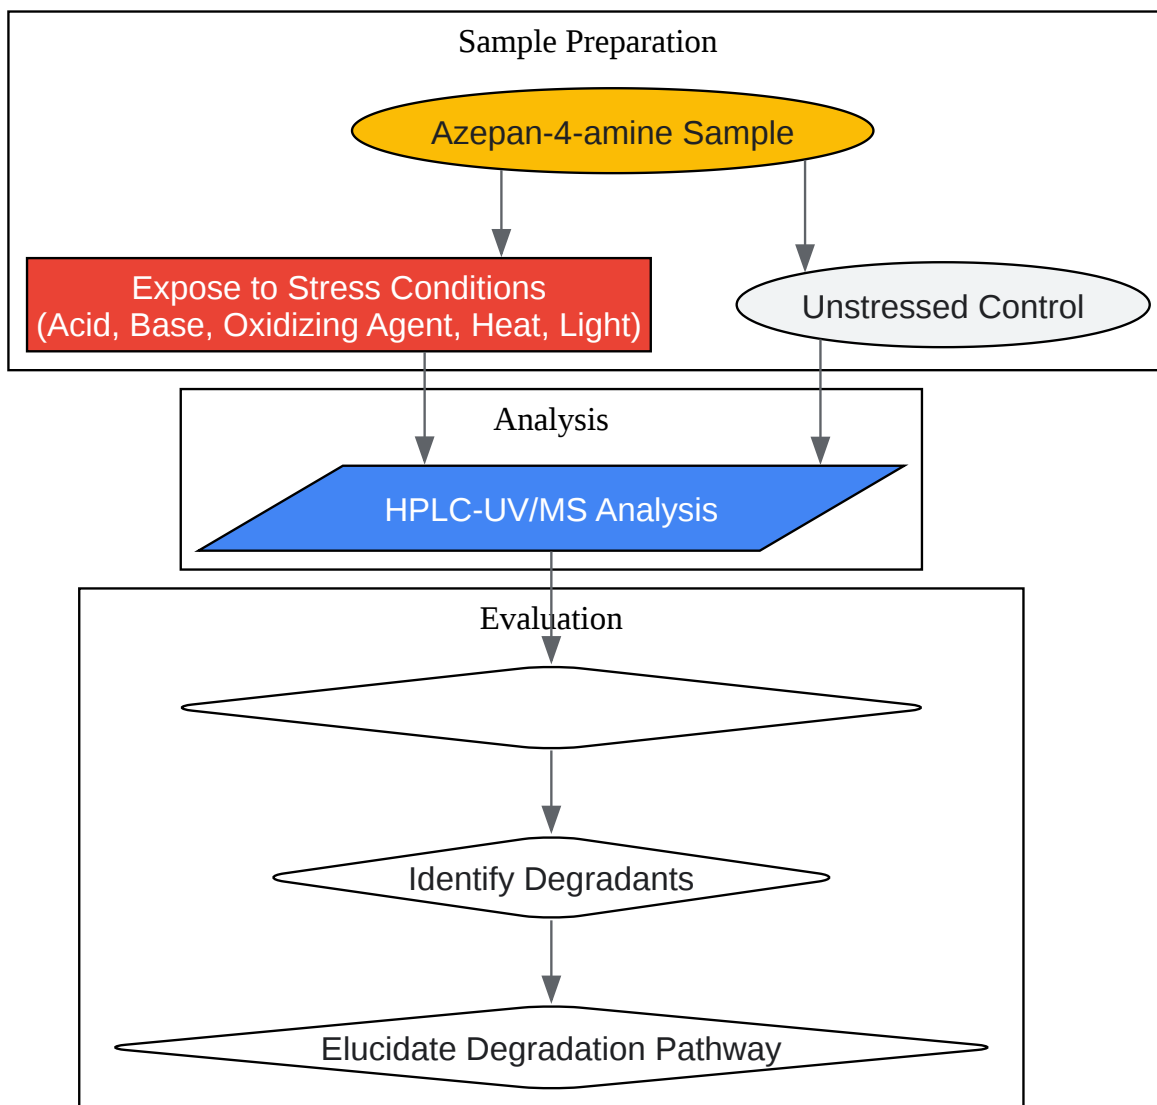 Sample Preparation
Azepan-4-amine Sample
Expose to Stress Conditions
(Acid, Base, Oxidizing Agent, Heat, Light)
Unstressed Control
Analysis
HPLC-UV/MS Analysis
Evaluation
Identify Degradants
Elucidate Degradation Pathway